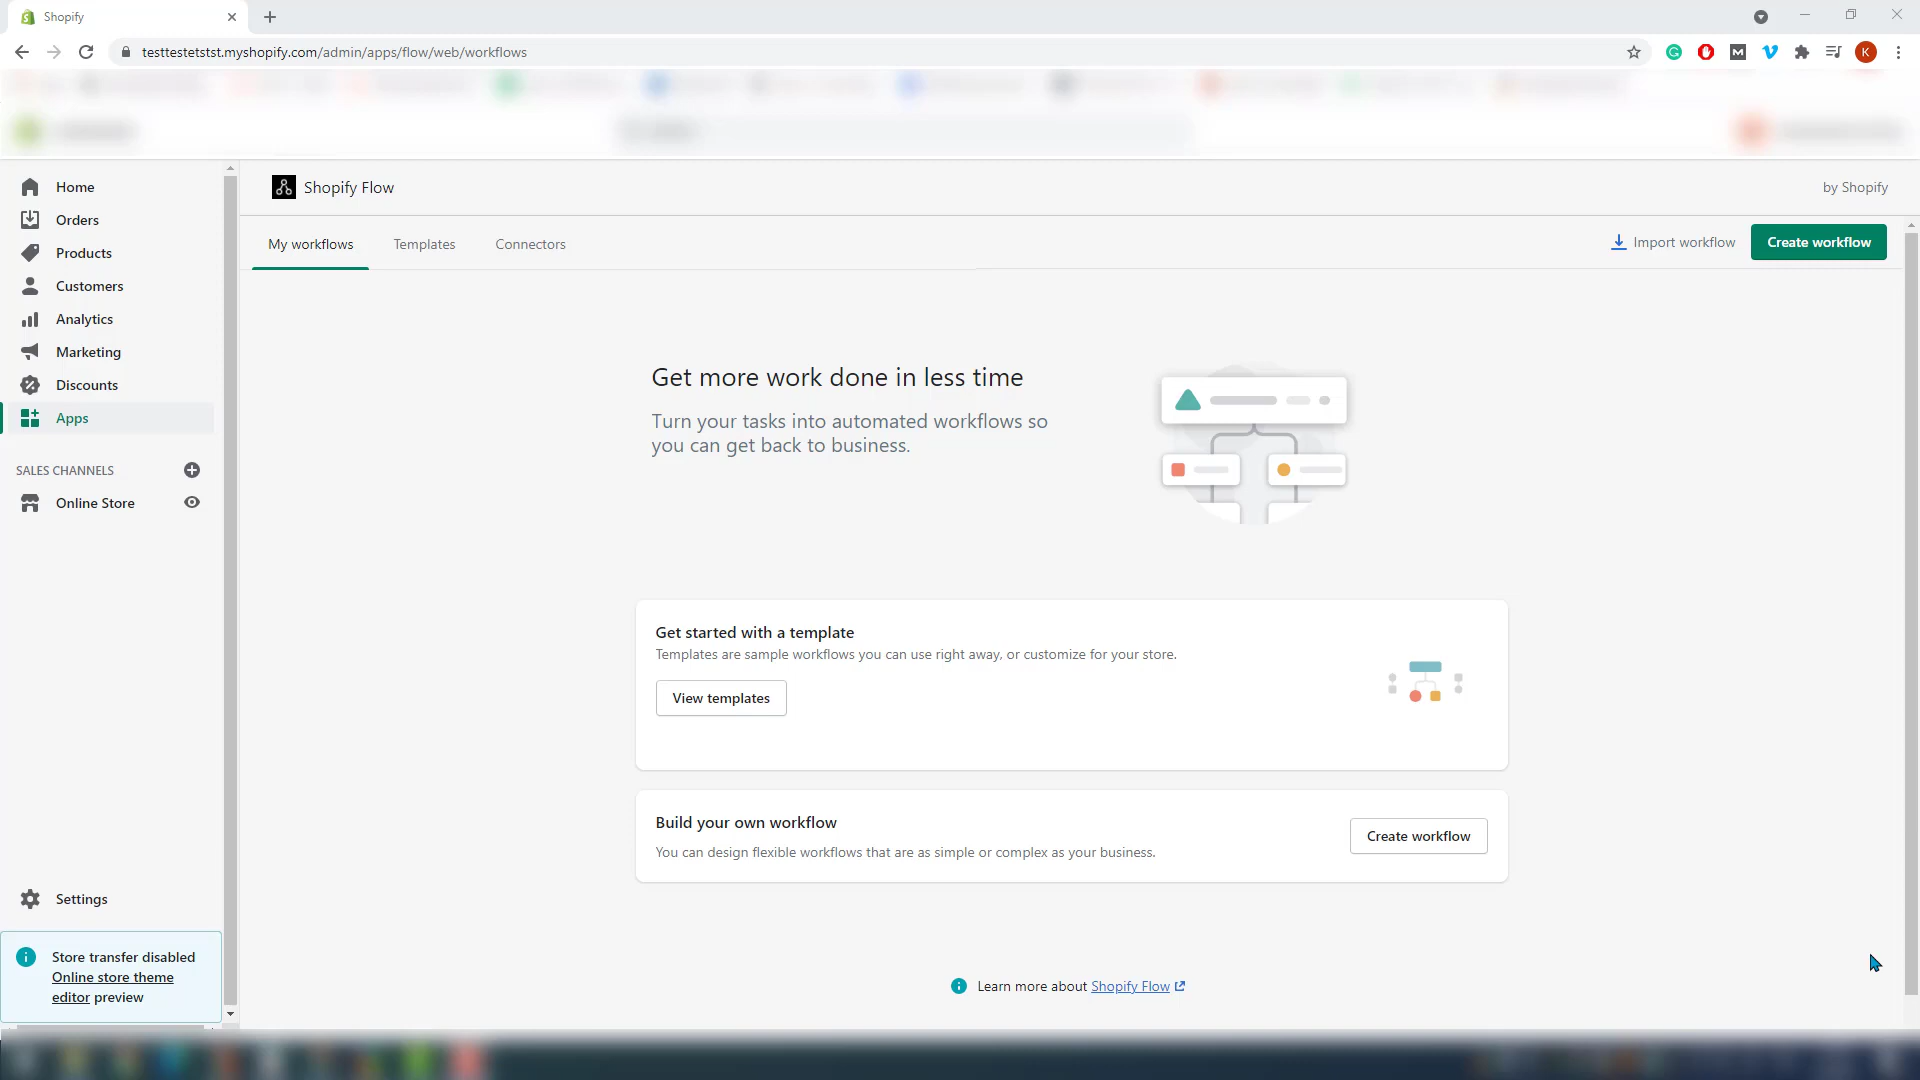 Shopify
testtestetstst.myshopify.com/admin/apps/flow/web/workflows
K
Home
Orders
Products
Customers
Analytics
Marketing
Discounts
Apps
SALES CHANNELS
Online Store
Settings
Store transfer disabled
Online store theme
editor preview
Shopify Flow
by Shopify
My workflows
Templates
Connectors
Import workflow
Create workflow
Get more work done in less time
Turn your tasks into automated workflows so
you can get back to business.
Get started with a template
Templates are sample workflows you can use right away, or customize for your store.
View templates
Build your own workflow
You can design flexible workflows that are as simple or complex as your business.
Create workflow
Learn more about Shopify Flow